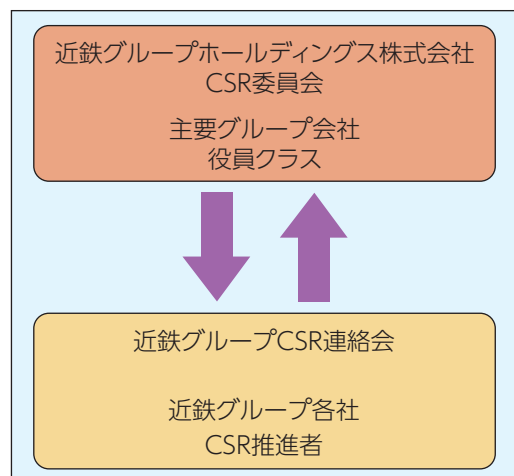 近鉄グループホールディングス株式会社
CSR委員会
主要グループ会社
役員クラス
近鉄グループCSR連絡会
近鉄グループ各社
CSR推進者